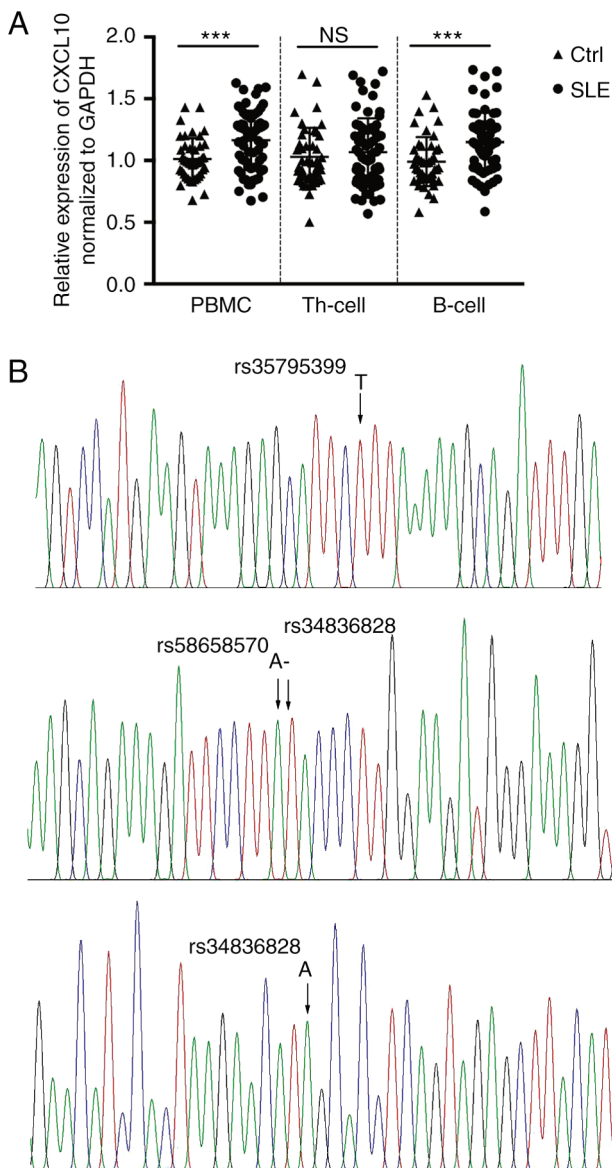 A
Relative expression of CXCL10
normalized to GAPDH
2.0
1.5
1.0
0.5
0.0
***
NS
***
Ctrl
SLE
PBMC
Th-cell
B-cell
B
rs35795399
T
rs34836828
rs58658570
A-
rs34836828
A